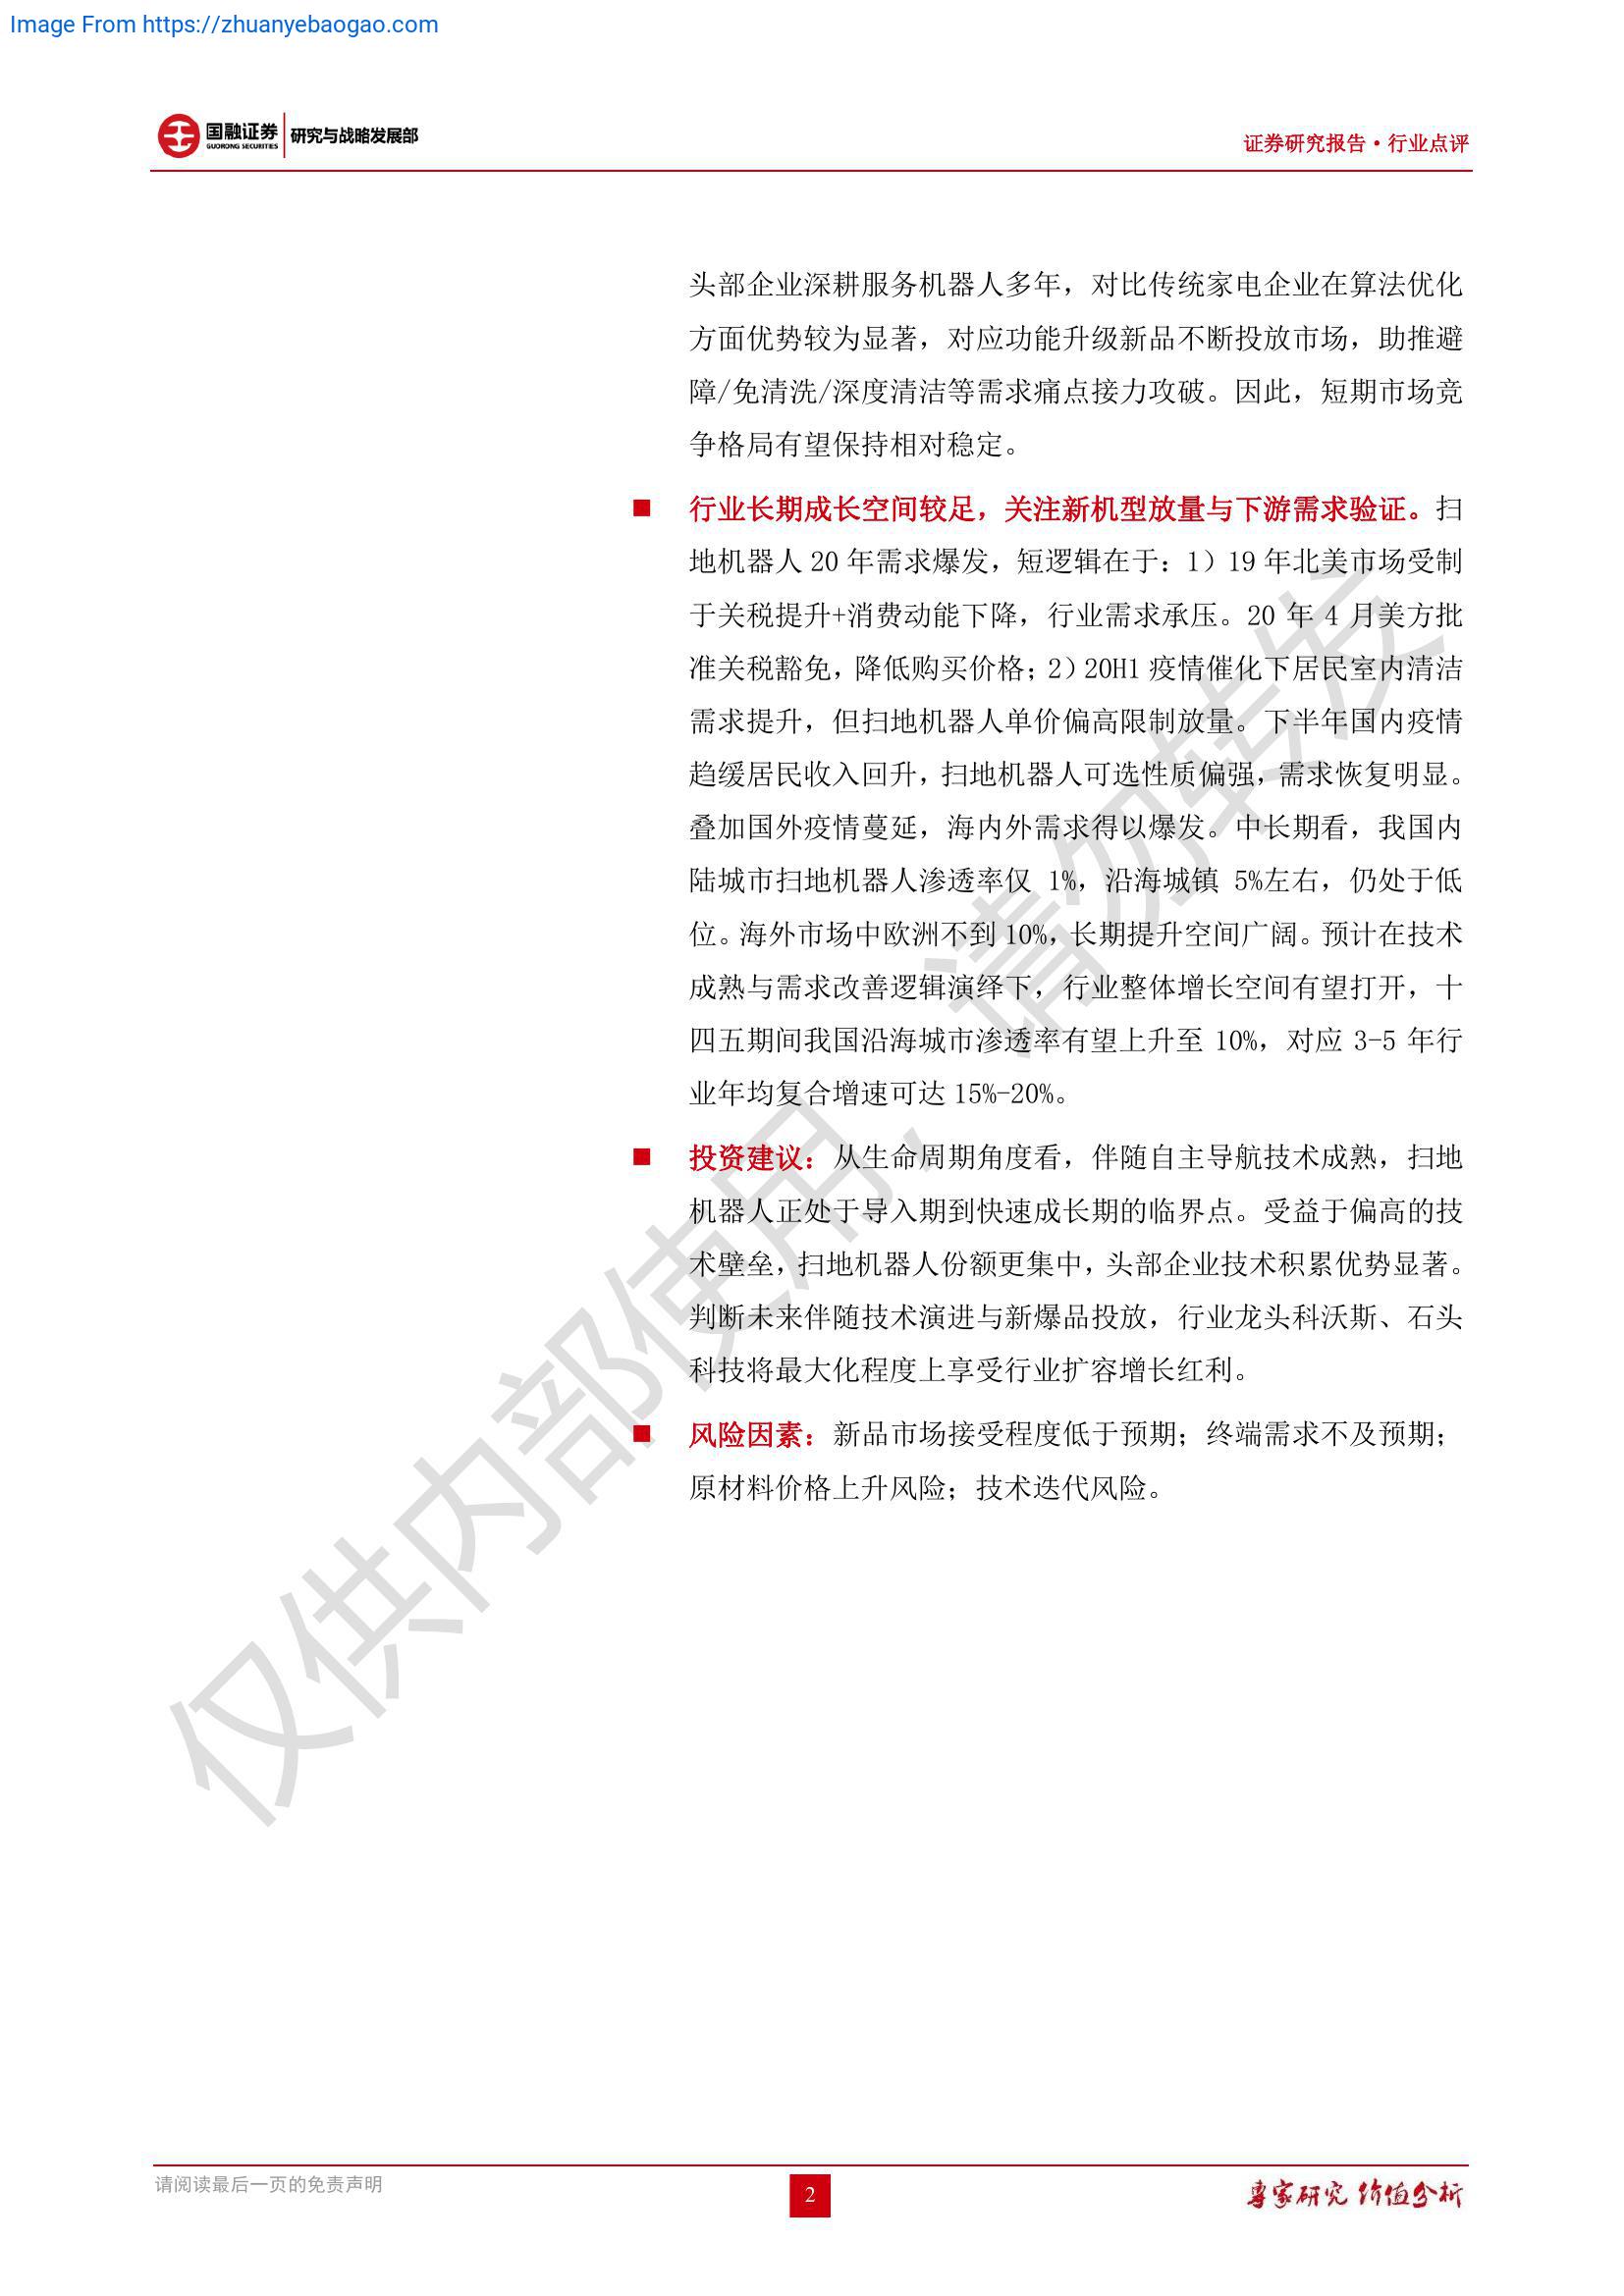 Image From https://zhuanyebaogao.com
国融证券
GUORONG SECURITIES
研究与战略发展部
证券研究报告·行业点评
头部企业深耕服务机器人多年，对比传统家电企业在算法优化
方面优势较为显著，对应功能升级新品不断投放市场，助推避
障/免清洗/深度清洁等需求痛点接力攻破。因此，短期市场竞
争格局有望保持相对稳定。
■ 行业长期成长空间较足，关注新机型放量与下游需求验证。扫
地机器人 20 年需求爆发，短逻辑在于：1）19 年北美市场受制
于关税提升+消费动能下降，行业需求承压。20 年 4 月美方批
准关税豁免，降低购买价格；2）20H1 疫情催化下居民室内清洁
需求提升，但扫地机器人单价偏高限制放量。下半年国内疫情
趋缓居民收入回升，扫地机器人可选性质偏强，需求恢复明显。
叠加国外疫情蔓延，海内外需求得以爆发。中长期看，我国内
陆城市扫地机器人渗透率仅 1%，沿海城镇 5%左右，仍处于低
位。海外市场中欧洲不到 10%，长期提升空间广阔。预计在技术
成熟与需求改善逻辑演绎下，行业整体增长空间有望打开，十
四五期间我国沿海城市渗透率有望上升至 10%，对应 3-5 年行
业年均复合增速可达 15%-20%。
■ 投资建议：从生命周期角度看，伴随自主导航技术成熟，扫地
机器人正处于导入期到快速成长期的临界点。受益于偏高的技
术壁垒，扫地机器人份额更集中，头部企业技术积累优势显著。
判断未来伴随技术演进与新爆品投放，行业龙头科沃斯、石头
科技将最大化程度上享受行业扩容增长红利。
■ 风险因素：新品市场接受程度低于预期；终端需求不及预期；
原材料价格上升风险；技术迭代风险。
仅供内部使用，请勿转发
请阅读最后一页的免责声明
2
专家研究 价值分析